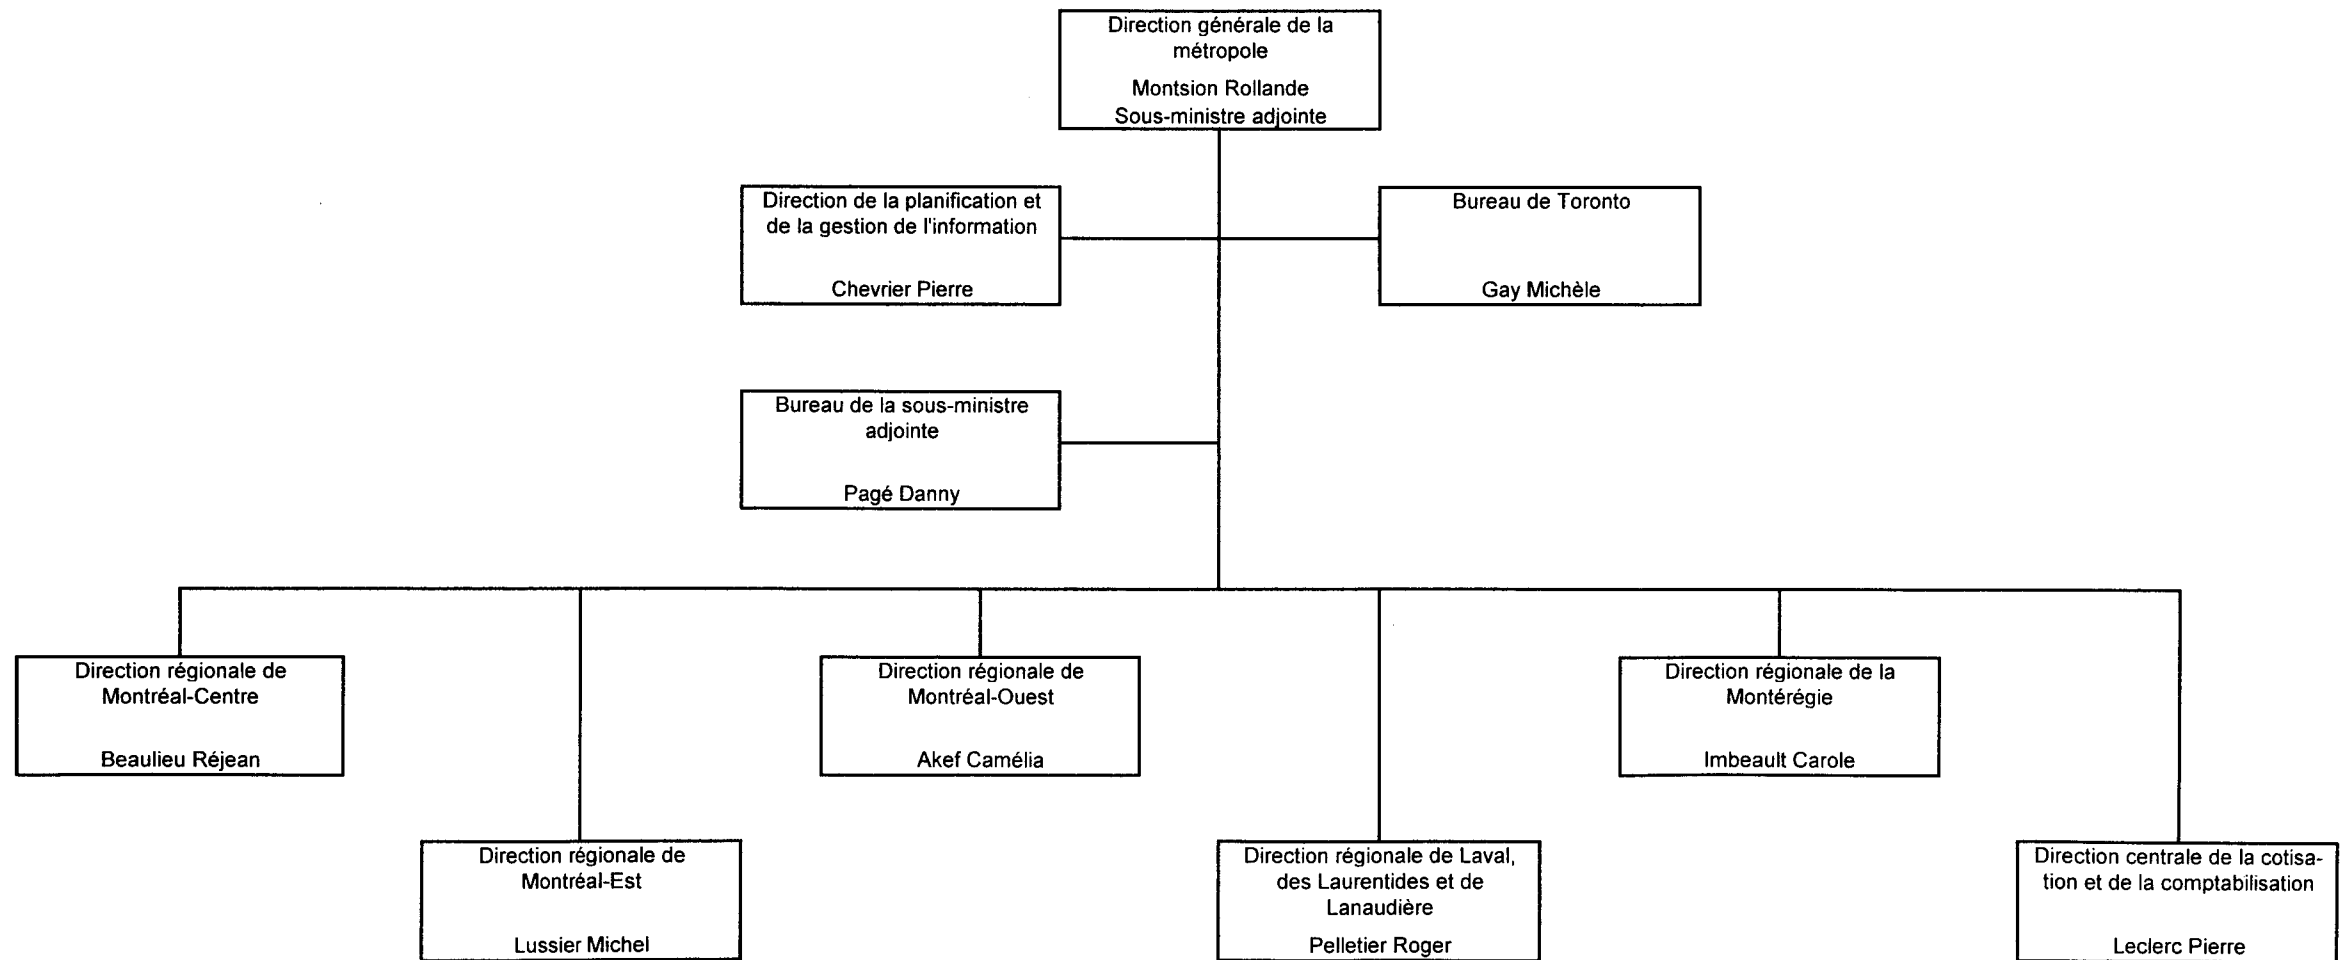 Direction générale de la
métropole
Montsion Rollande
Sous-ministre adjointe
Direction de la planification et
de la gestion de l'information
Chevrier Pierre
Bureau de Toronto
Gay Michèle
Bureau de la sous-ministre
adjointe
Pagé Danny
Direction régionale de
Montréal-Centre
Beaulieu Réjean
Direction régionale de
Montréal-Ouest
Akef Camélia
Direction régionale de la
Montérégie
Imbeault Carole
Direction régionale de
Montréal-Est
Lussier Michel
Direction régionale de Laval,
des Laurentides et de
Lanaudière
Pelletier Roger
Direction centrale de la cotisa-
tion et de la comptabilisation
Leclerc Pierre